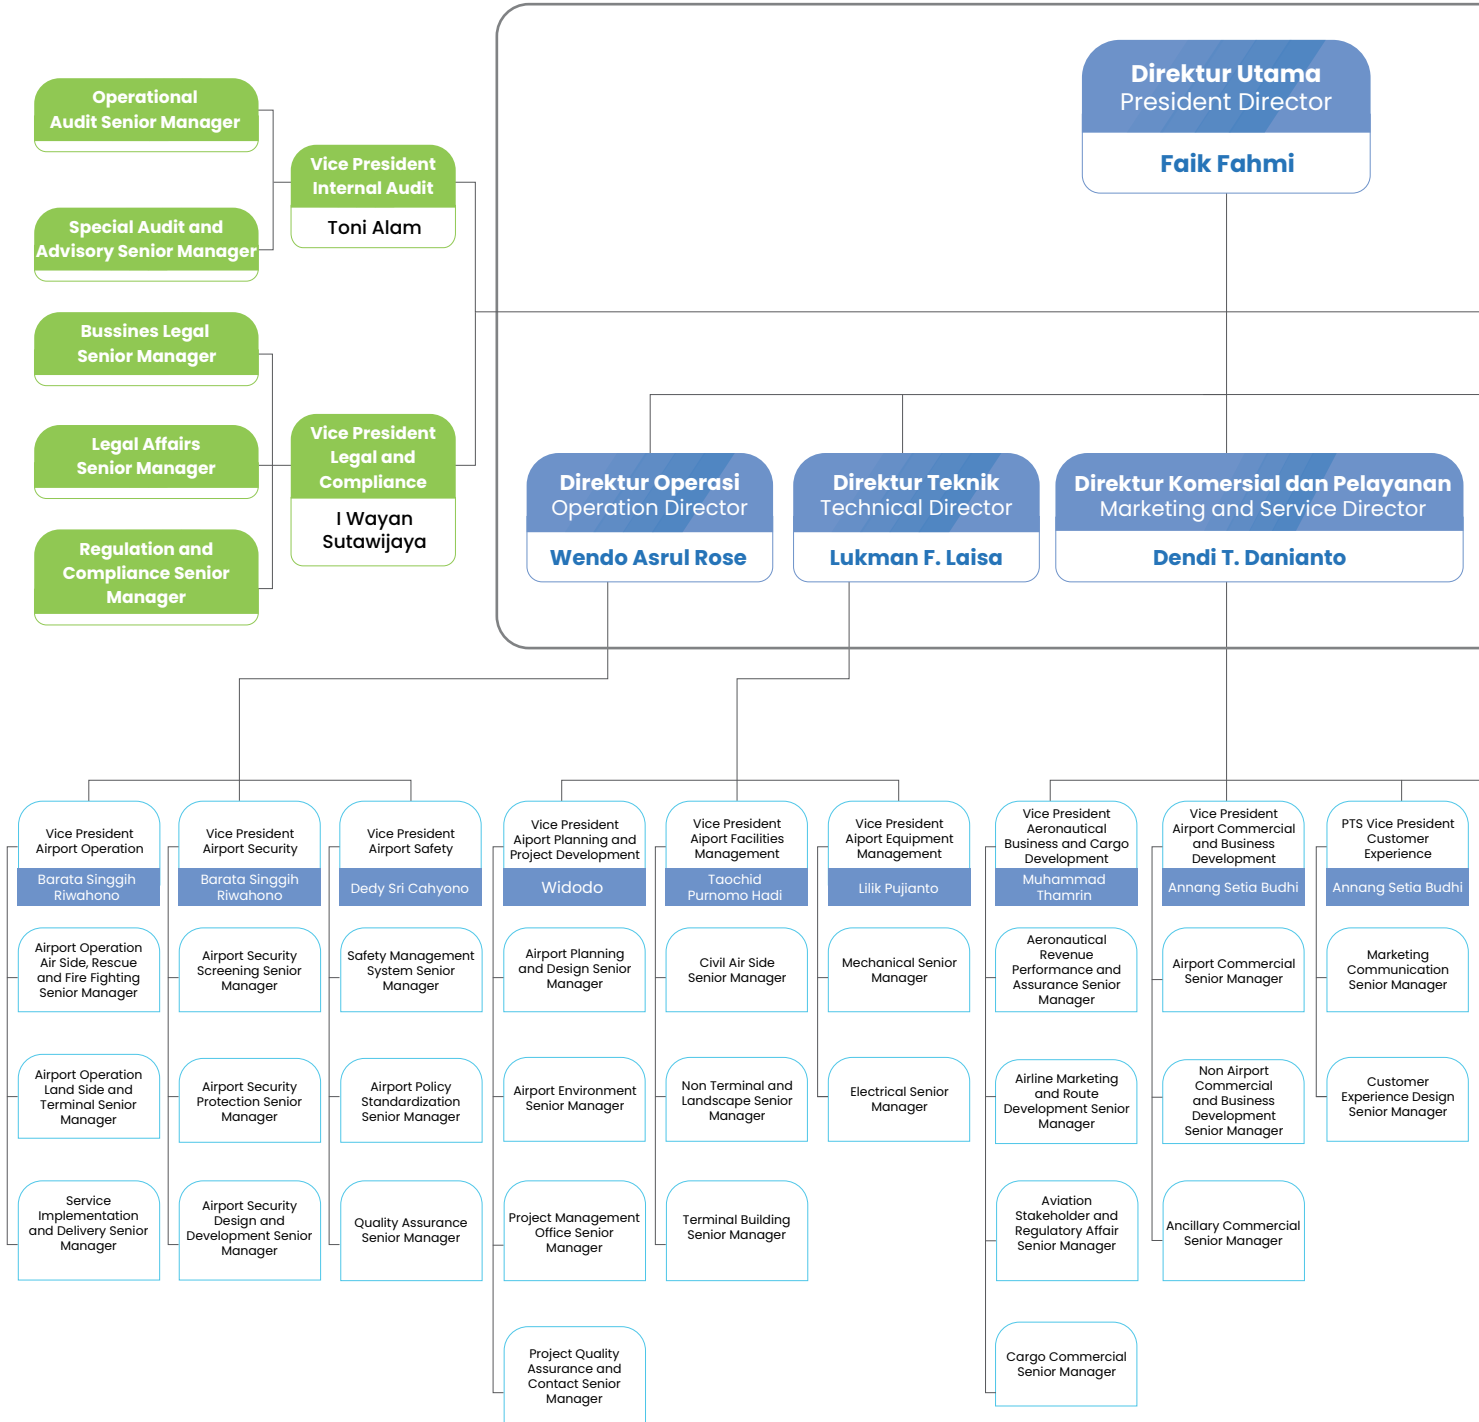 Direktur Utama
President Director
Faik Fahmi
Operational
Audit Senior Manager
Special Audit and
Advisory Senior Manager
Vice President
Internal Audit
Toni Alam
Bussines Legal
Senior Manager
Legal Affairs
Senior Manager
Regulation and
Compliance Senior
Manager
Vice President
Legal and
Compliance
I Wayan
Sutawijaya
Direktur Operasi
Operation Director
Wendo Asrul Rose
Direktur Teknik
Technical Director
Lukman F. Laisa
Direktur Komersial dan Pelayanan
Marketing and Service Director
Dendi T. Danianto
Vice President
Airport Operation
Barata Singgih
Riwahono
Airport Operation
Air Side, Rescue
and Fire Fighting
Senior Manager
Airport Operation
Land Side and
Terminal Senior
Manager
Service
Implementation
and Delivery Senior
Manager
Vice President
Airport Security
Barata Singgih
Riwahono
Airport Security
Screening Senior
Manager
Airport Security
Protection Senior
Manager
Airport Security
Design and
Development Senior
Manager
Vice President
Airport Safety
Dedy Sri Cahyono
Safety Management
System Senior
Manager
Airport Policy
Standardization
Senior Manager
Quality Assurance
Senior Manager
Vice President
Aiport Planning and
Project Development
Widodo
Airport Planning
and Design Senior
Manager
Airport Environment
Senior Manager
Project Management
Office Senior
Manager
Project Quality
Assurance and
Contact Senior
Manager
Vice President
Aiport Facilities
Management
Taochid
Purnomo Hadi
Civil Air Side
Senior Manager
Non Terminal and
Landscape Senior
Manager
Terminal Building
Senior Manager
Vice President
Aiport Equipment
Management
Lilik Pujianto
Mechanical Senior
Manager
Electrical Senior
Manager
Vice President
Aeronautical
Business and Cargo
Development
Muhammad
Thamrin
Aeronautical
Revenue
Performance and
Assurance Senior
Manager
Airline Marketing
and Route
Development Senior
Manager
Aviation
Stakeholder and
Regulatory Affair
Senior Manager
Cargo Commercial
Senior Manager
Vice President
Airport Commercial
and Business
Development
Annang Setia Budhi
Airport Commercial
Senior Manager
Non Airport
Commercial
and Business
Development
Senior Manager
Ancillary Commercial
Senior Manager
PTS Vice President
Customer
Experience
Annang Setia Budhi
Marketing
Communication
Senior Manager
Customer
Experience Design
Senior Manager